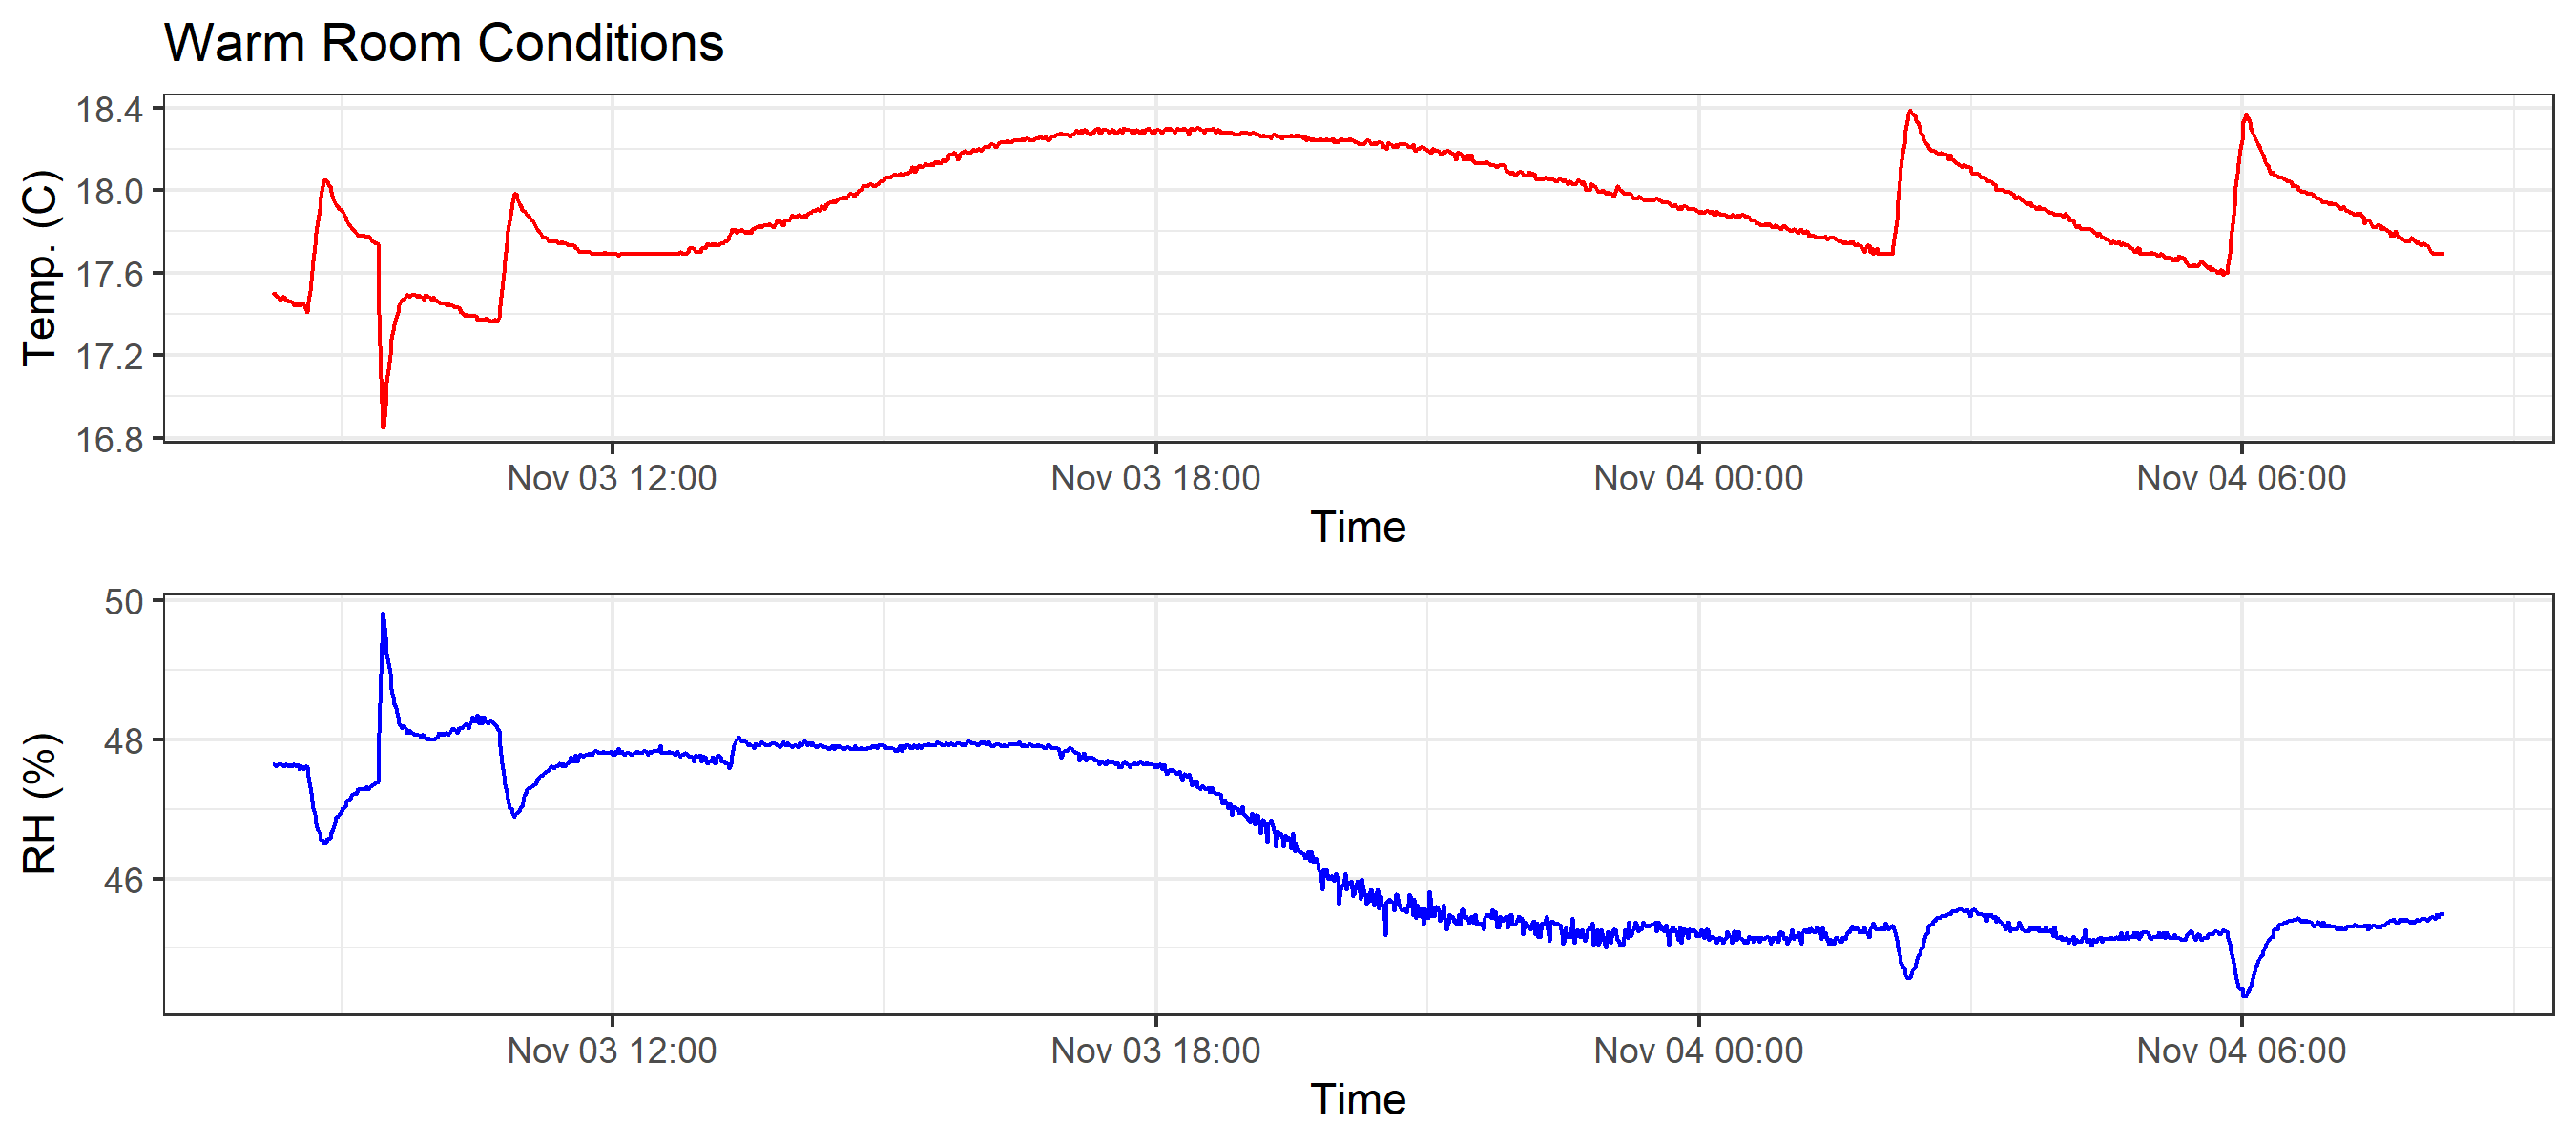 Warm Room Conditions
Temp. (C)
18.4
18.0
17.6
17.2
16.8
Nov 03 12:00 Nov 03 18:00 Nov 04 00:00 Nov 04 06:00
Time
RH (%)
50
48
46
Nov 03 12:00 Nov 03 18:00 Nov 04 00:00 Nov 04 06:00
Time